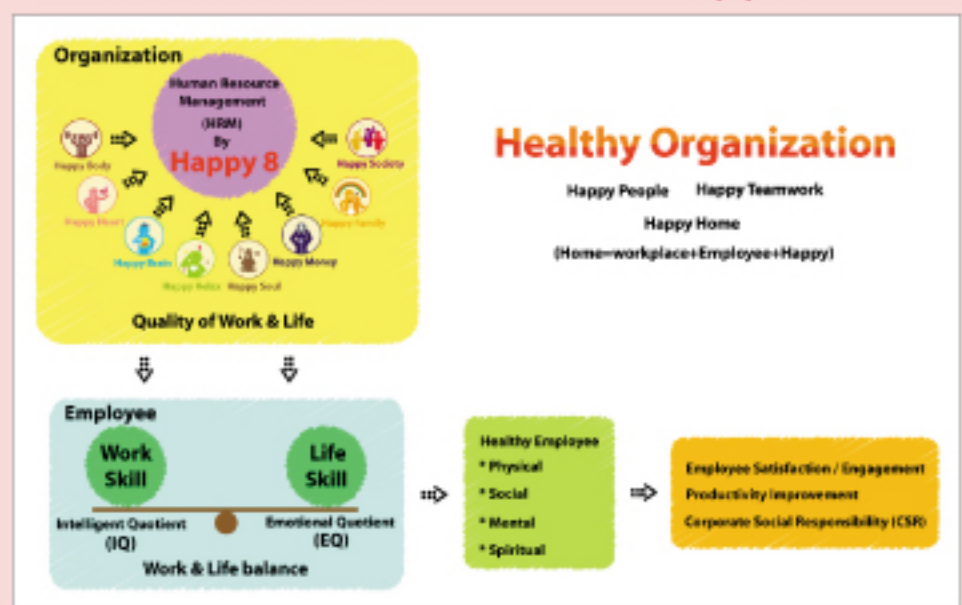 Organization
Human Resource
Management
(HRM)
By
Happy 8
Happy Body
Happy Society
Happy Heart
Happy Family
Happy Brain
Happy Money
Happy Relax
Happy Soul
Quality of Work & Life
Healthy Organization
Happy People Happy Teamwork
Happy Home
(Home=workplace+Employee+Happy)
Employee
Work
Skill
Life
Skill
Intelligent Quotient
(IQ)
Emotional Quotient
(EQ)
Work & Life balance
Healthy Employee
* Physical
* Social
* Mental
* Spiritual
Employee Satisfaction / Engagement
Productivity Improvement
Corporate Social Responsibility (CSR)